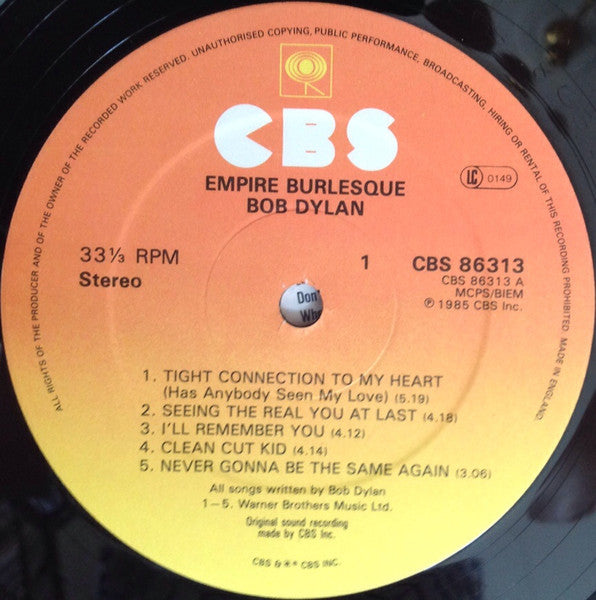 ALL RIGHTS OF THE PRODUCER AND OF THE OWNER OF THE RECORDED WORK RESERVED. UNAUTHORISED COPYING, PUBLIC PERFORMANCE, BROADCASTING, HIRING OR RENTAL OF THIS RECORDING PROHIBITED. MADE IN ENGLAND
CBS
EMPIRE BURLESQUE
BOB DYLAN
LC 0149
33⅓ RPM
Stereo
1
CBS 86313
CBS 86313 A
MCPS/BIEM
℗ 1985 CBS Inc.
Don'
1. TIGHT CONNECTION TO MY HEART
(Has Anybody Seen My Love) (5.19)
2. SEEING THE REAL YOU AT LAST (4.18)
3. I'LL REMEMBER YOU (4.12)
4. CLEAN CUT KID (4.14)
5. NEVER GONNA BE THE SAME AGAIN (3.06)
All songs written by Bob Dylan
1–5. Warner Brothers Music Ltd.
Original sound recording
made by CBS Inc.
CBS & ® CBS INC.